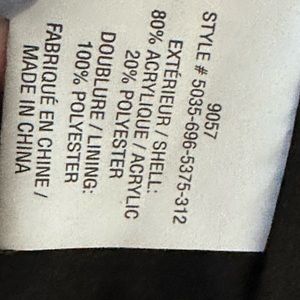 9057
STYLE # 5035-696-5375-312
EXTÉRIEUR / SHELL:
80% ACRYLIQUE / ACRYLIC
20% POLYESTER
DOUBLURE / LINING:
100% POLYESTER
FABRIQUÉ EN CHINE /
MADE IN CHINA